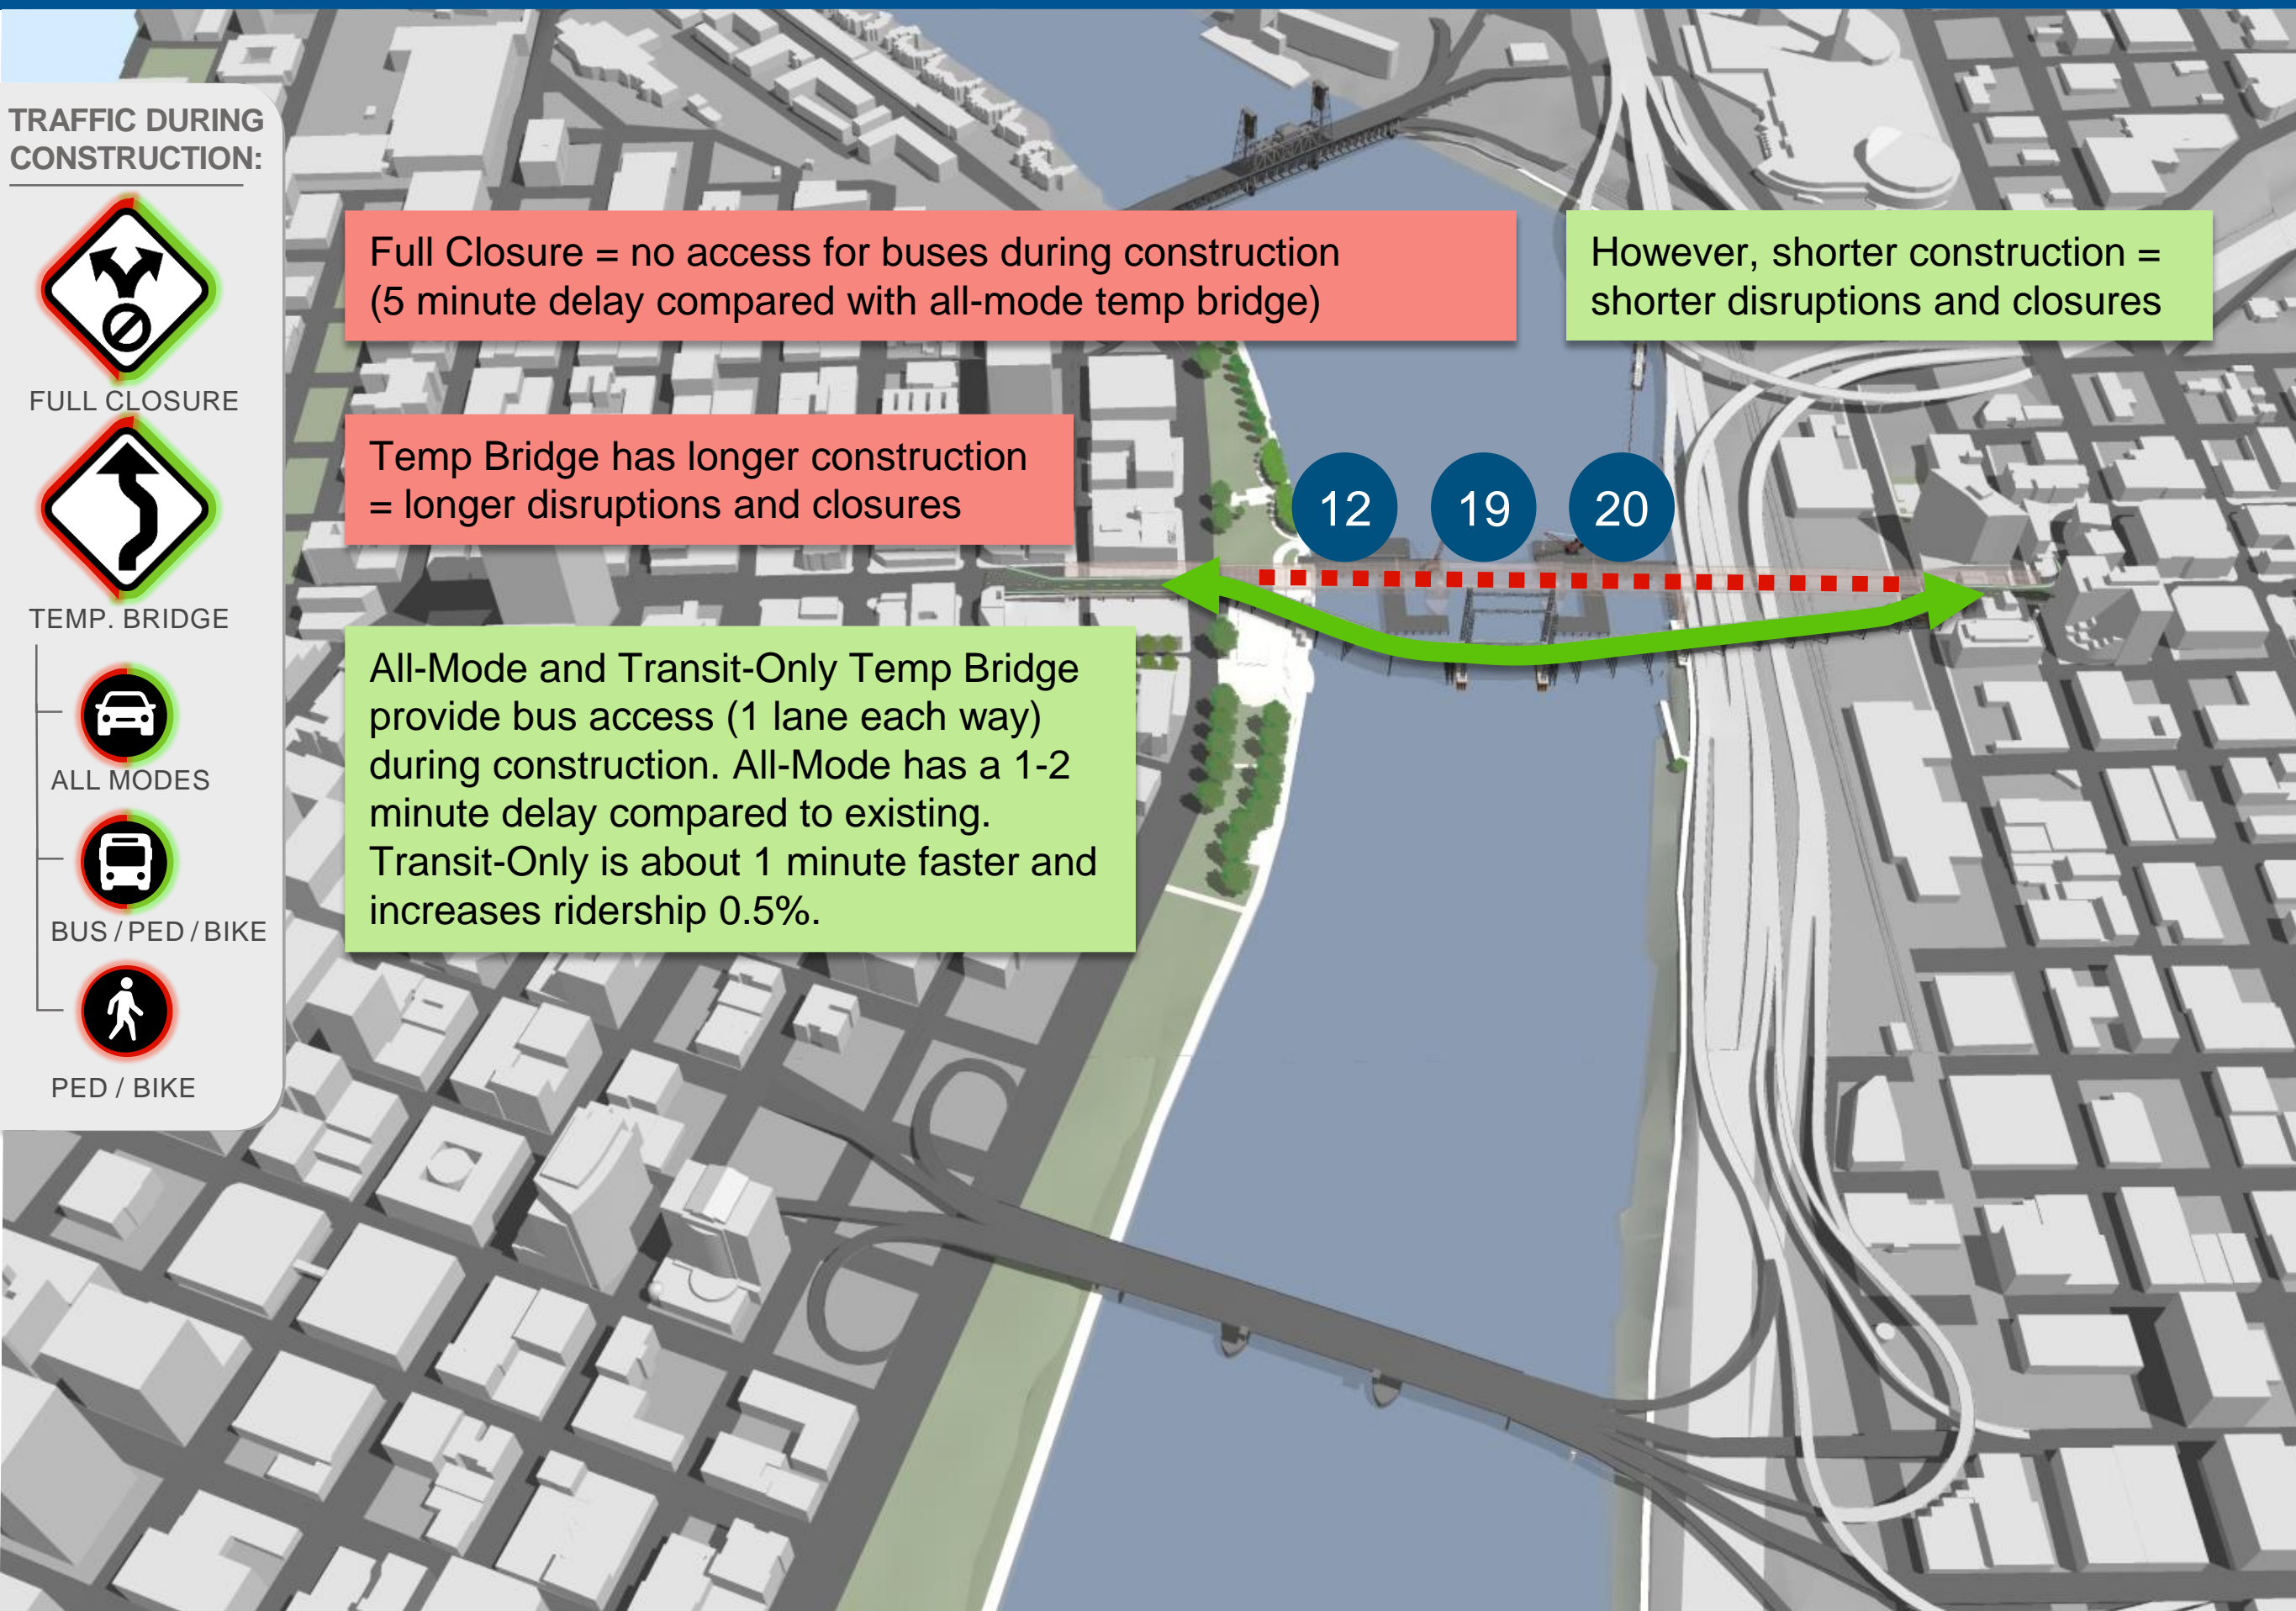 TRAFFIC DURING
CONSTRUCTION:
FULL CLOSURE
TEMP. BRIDGE
ALL MODES
BUS / PED / BIKE
PED / BIKE
Full Closure = no access for buses during construction
(5 minute delay compared with all-mode temp bridge)
However, shorter construction =
shorter disruptions and closures
Temp Bridge has longer construction
= longer disruptions and closures
12 19 20
All-Mode and Transit-Only Temp Bridge
provide bus access (1 lane each way)
during construction. All-Mode has a 1-2
minute delay compared to existing.
Transit-Only is about 1 minute faster and
increases ridership 0.5%.